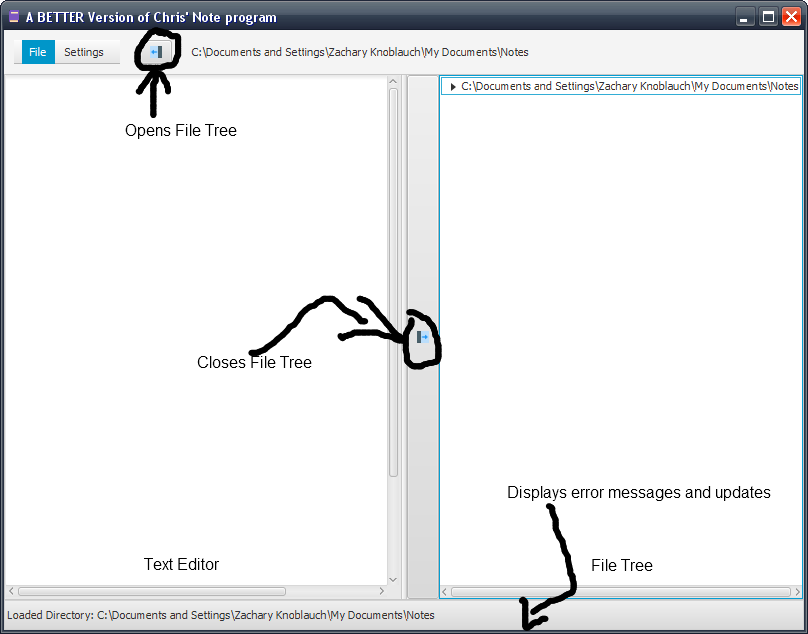 A BETTER Version of Chris' Note program
File Settings C:\Documents and Settings\Zachary Knoblauch\My Documents\Notes
C:\Documents and Settings\Zachary Knoblauch\My Documents\Notes
Opens File Tree
Closes File Tree
Displays error messages and updates
Text Editor
File Tree
Loaded Directory: C:\Documents and Settings\Zachary Knoblauch\My Documents\Notes